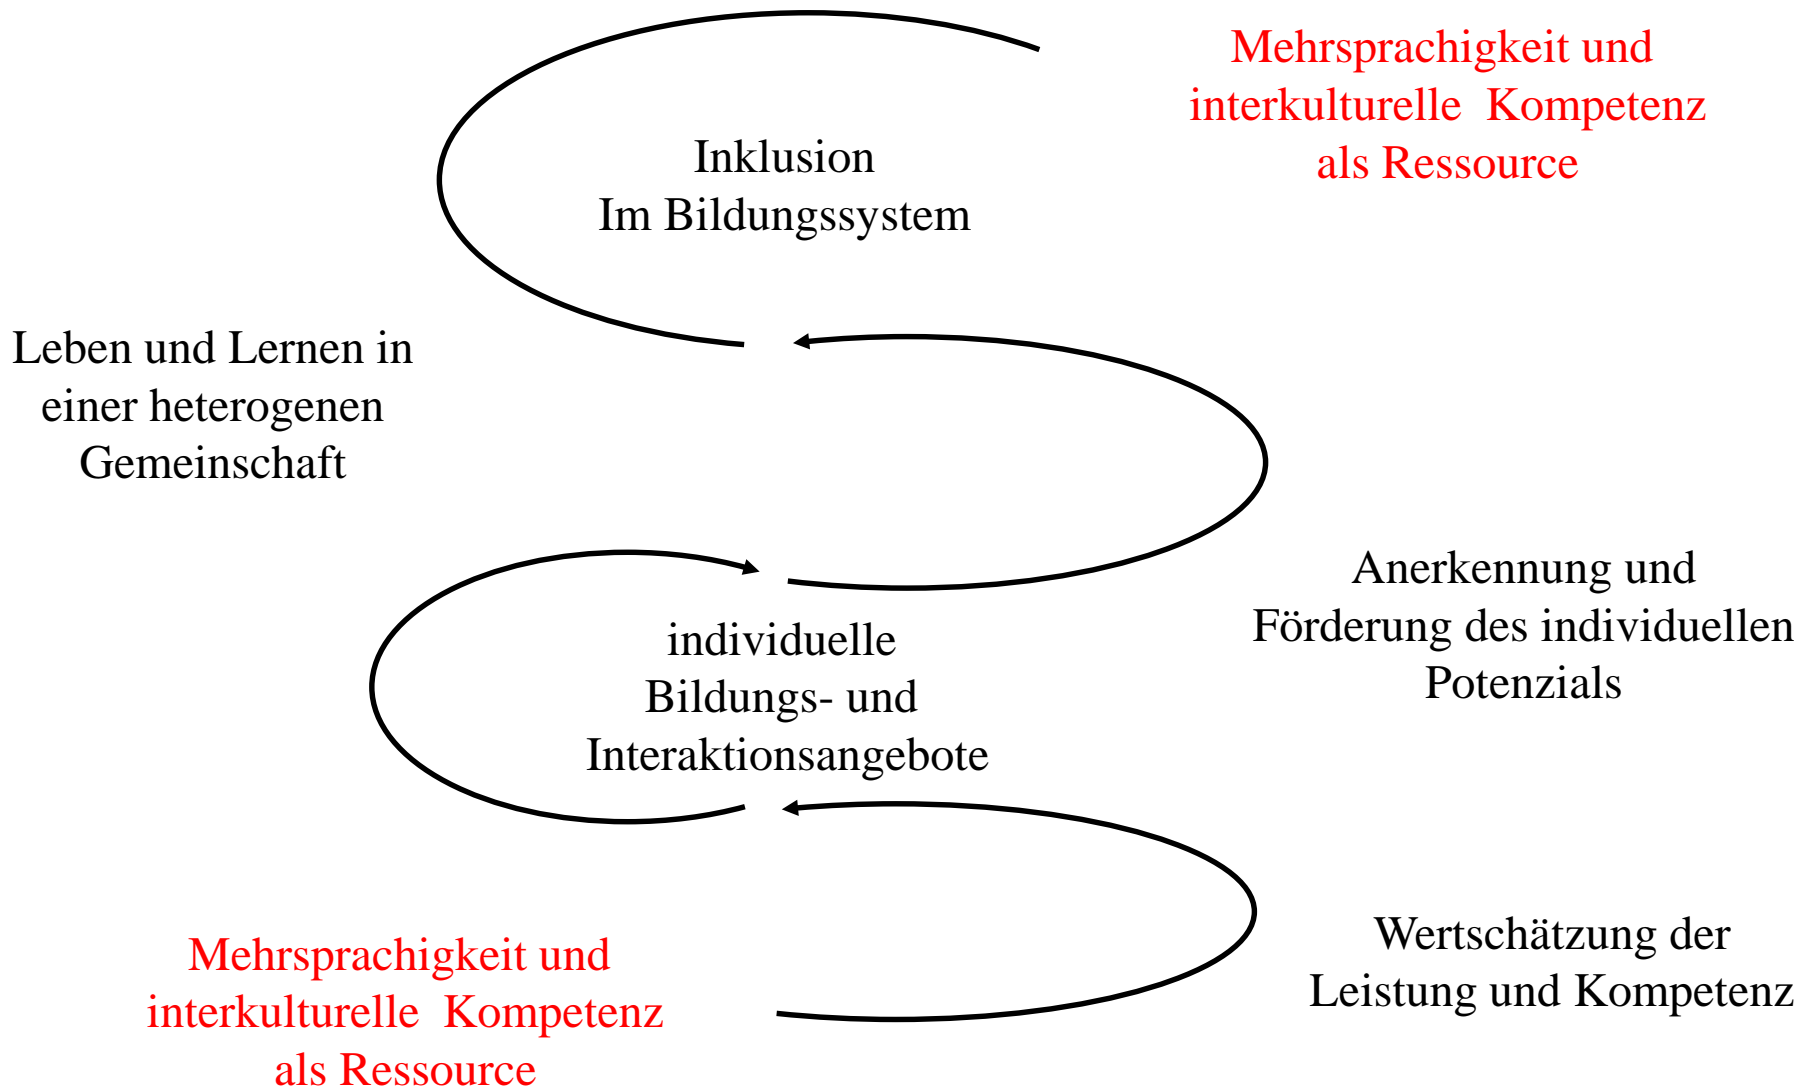 Mehrsprachigkeit und
interkulturelle Kompetenz
als Ressource
Inklusion
Im Bildungssystem
Leben und Lernen in
einer heterogenen
Gemeinschaft
Anerkennung und
Förderung des individuellen
Potenzials
individuelle
Bildungs- und
Interaktionsangebote
Wertschätzung der
Leistung und Kompetenz
Mehrsprachigkeit und
interkulturelle Kompetenz
als Ressource